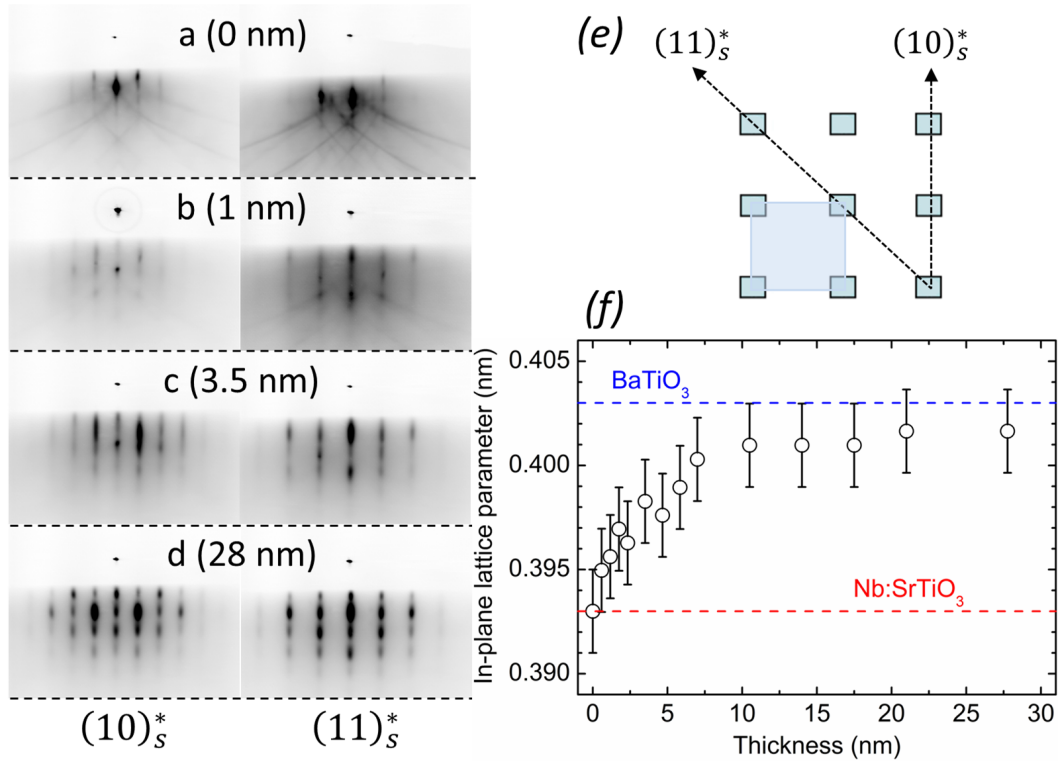 a (0 nm)
b (1 nm)
c (3.5 nm)
d (28 nm)
(10)*s
(11)*s
(e)
(11)*s
(10)*s
(f)
In-plane lattice parameter (nm)
0.405
0.400
0.395
0.390
BaTiO3
Nb:SrTiO3
0 5 10 15 20 25 30
Thickness (nm)